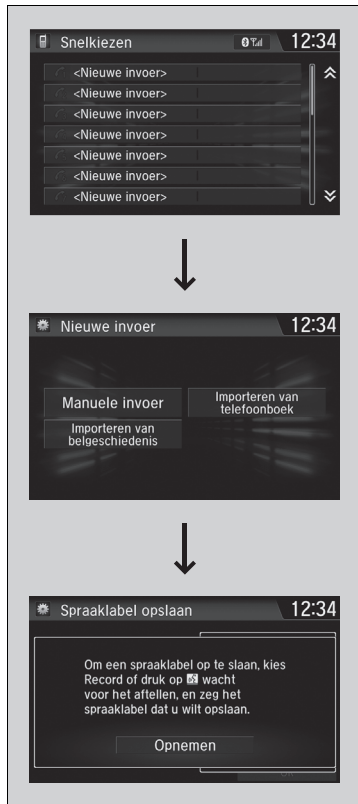 Snelkiezen 12:34
<Nieuwe invoer>
<Nieuwe invoer>
<Nieuwe invoer>
<Nieuwe invoer>
<Nieuwe invoer>
<Nieuwe invoer>
<Nieuwe invoer>
Nieuwe invoer 12:34
Manuele invoer
Importeren van
telefoonboek
Importeren van
belgeschiedenis
Spraaklabel opslaan 12:34
Om een spraaklabel op te slaan, kies
Record of druk op wacht
voor het aftellen, en zeg het
spraaklabel dat u wilt opslaan.
Opnemen